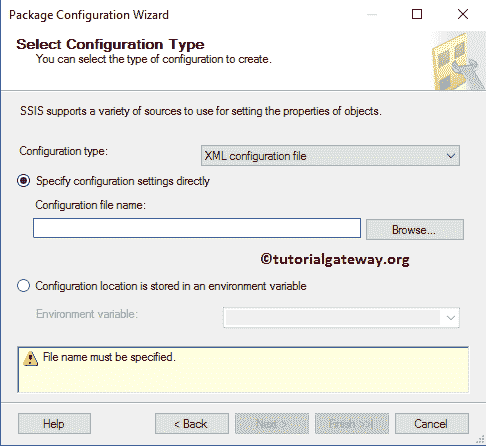 Package Configuration Wizard
Select Configuration Type
You can select the type of configuration to create.
SSIS supports a variety of sources to use for setting the properties of objects.
Configuration type:
XML configuration file
Specify configuration settings directly
Configuration file name:
Browse...
©tutorialgateway.org
Configuration location is stored in an environment variable
Environment variable:
File name must be specified.
Help
< Back
Next >
Finish >>|
Cancel